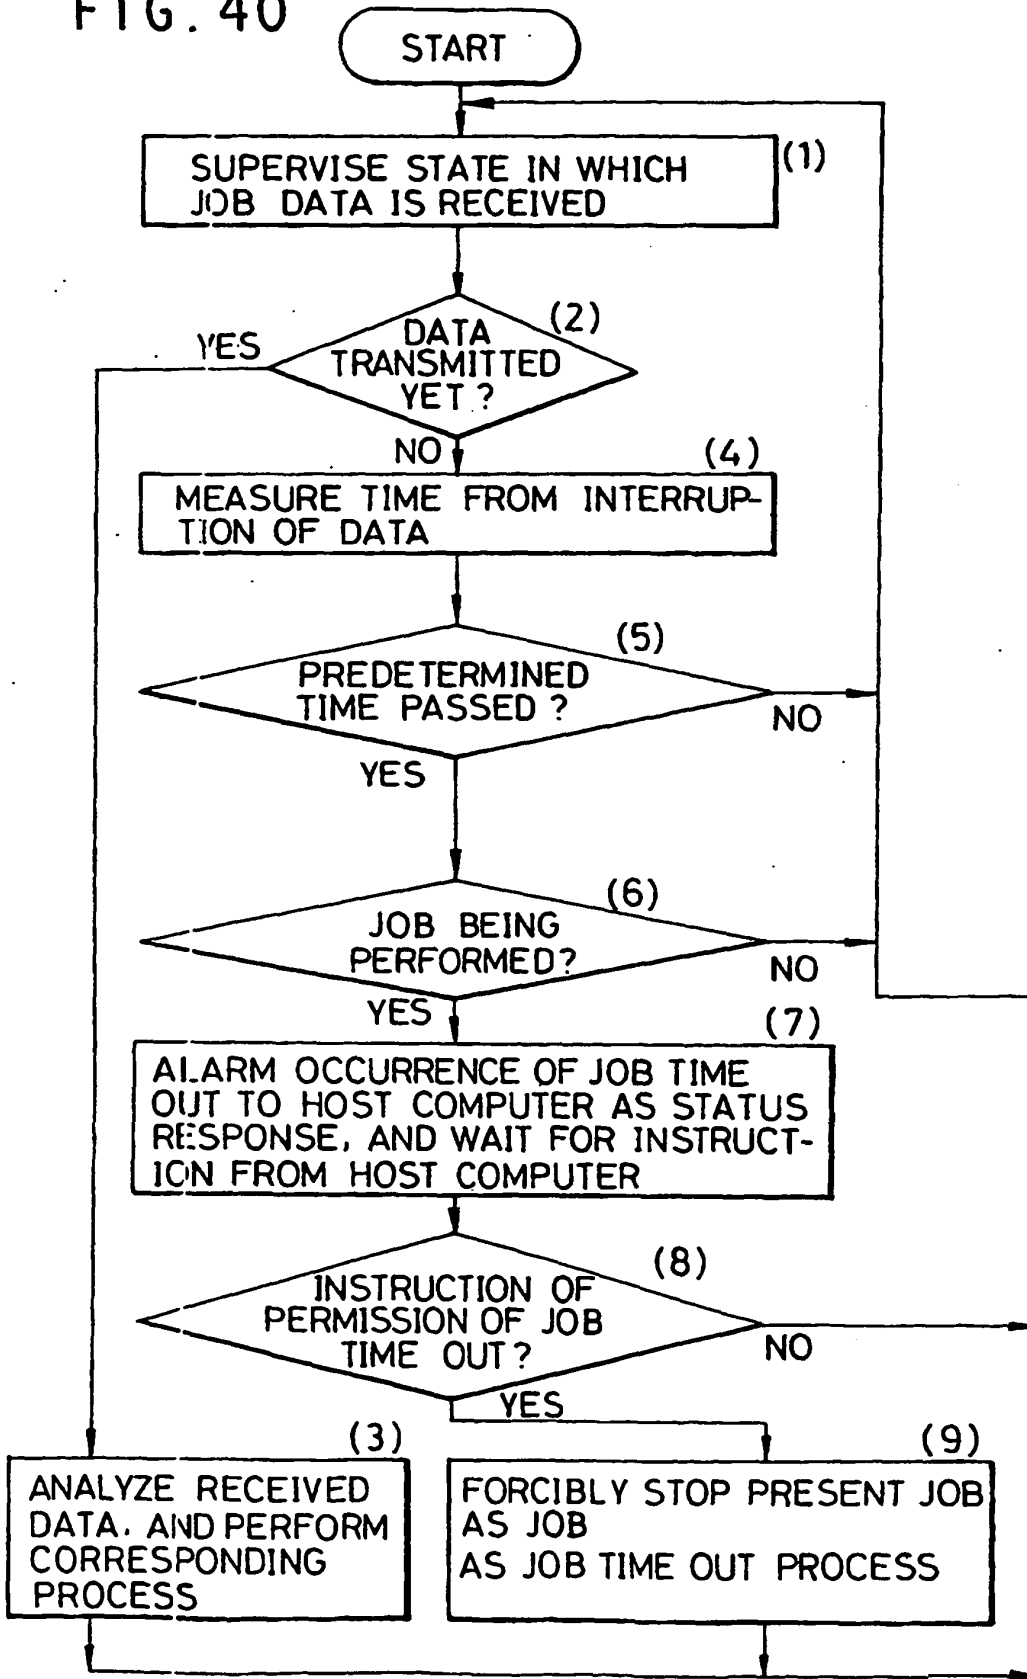 FIG. 40
START
(1)
SUPERVISE STATE IN WHICH
JOB DATA IS RECEIVED
(2)
DATA
TRANSMITTED
YET?
YES
NO
(4)
MEASURE TIME FROM INTERRUP-
TION OF DATA
(5)
PREDETERMINED
TIME PASSED?
NO
YES
(6)
JOB BEING
PERFORMED?
NO
YES
(7)
ALARM OCCURRENCE OF JOB TIME
OUT TO HOST COMPUTER AS STATUS
RESPONSE, AND WAIT FOR INSTRUCT-
ION FROM HOST COMPUTER
(8)
INSTRUCTION OF
PERMISSION OF JOB
TIME OUT?
NO
YES
(3)
ANALYZE RECEIVED
DATA, AND PERFORM
CORRESPONDING
PROCESS
(9)
FORCIBLY STOP PRESENT JOB
AS JOB
AS JOB TIME OUT PROCESS